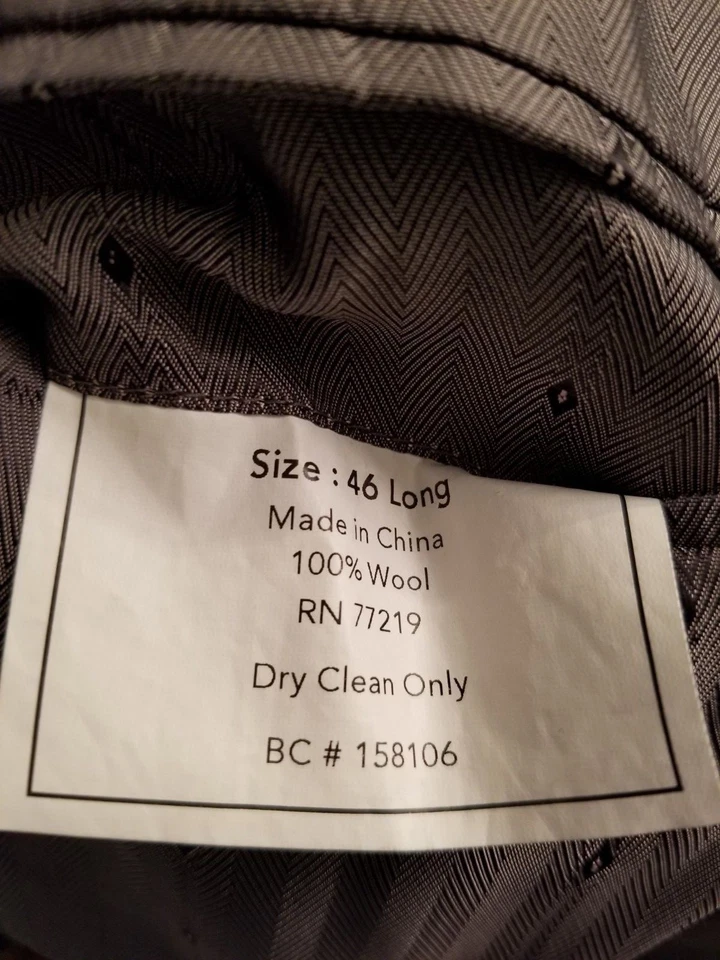 Size : 46 Long
Made in China
100% Wool
RN 77219
Dry Clean Only
BC # 158106